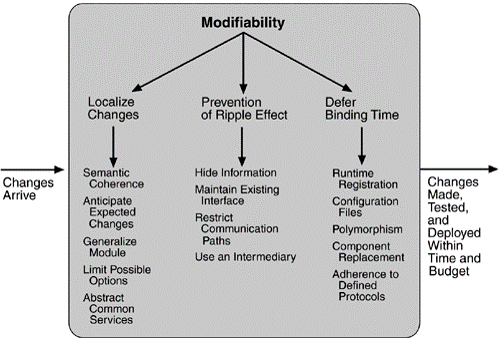 Modifiability
Localize
Changes
Prevention
of Ripple Effect
Defer
Binding Time
Changes
Arrive
Semantic
Coherence
Anticipate
Expected
Changes
Generalize
Module
Limit Possible
Options
Abstract
Common
Services
Hide Information
Maintain Existing
Interface
Restrict
Communication
Paths
Use an Intermediary
Runtime
Registration
Configuration
Files
Polymorphism
Component
Replacement
Adherence to
Defined
Protocols
Changes
Made,
Tested,
and
Deployed
Within
Time and
Budget